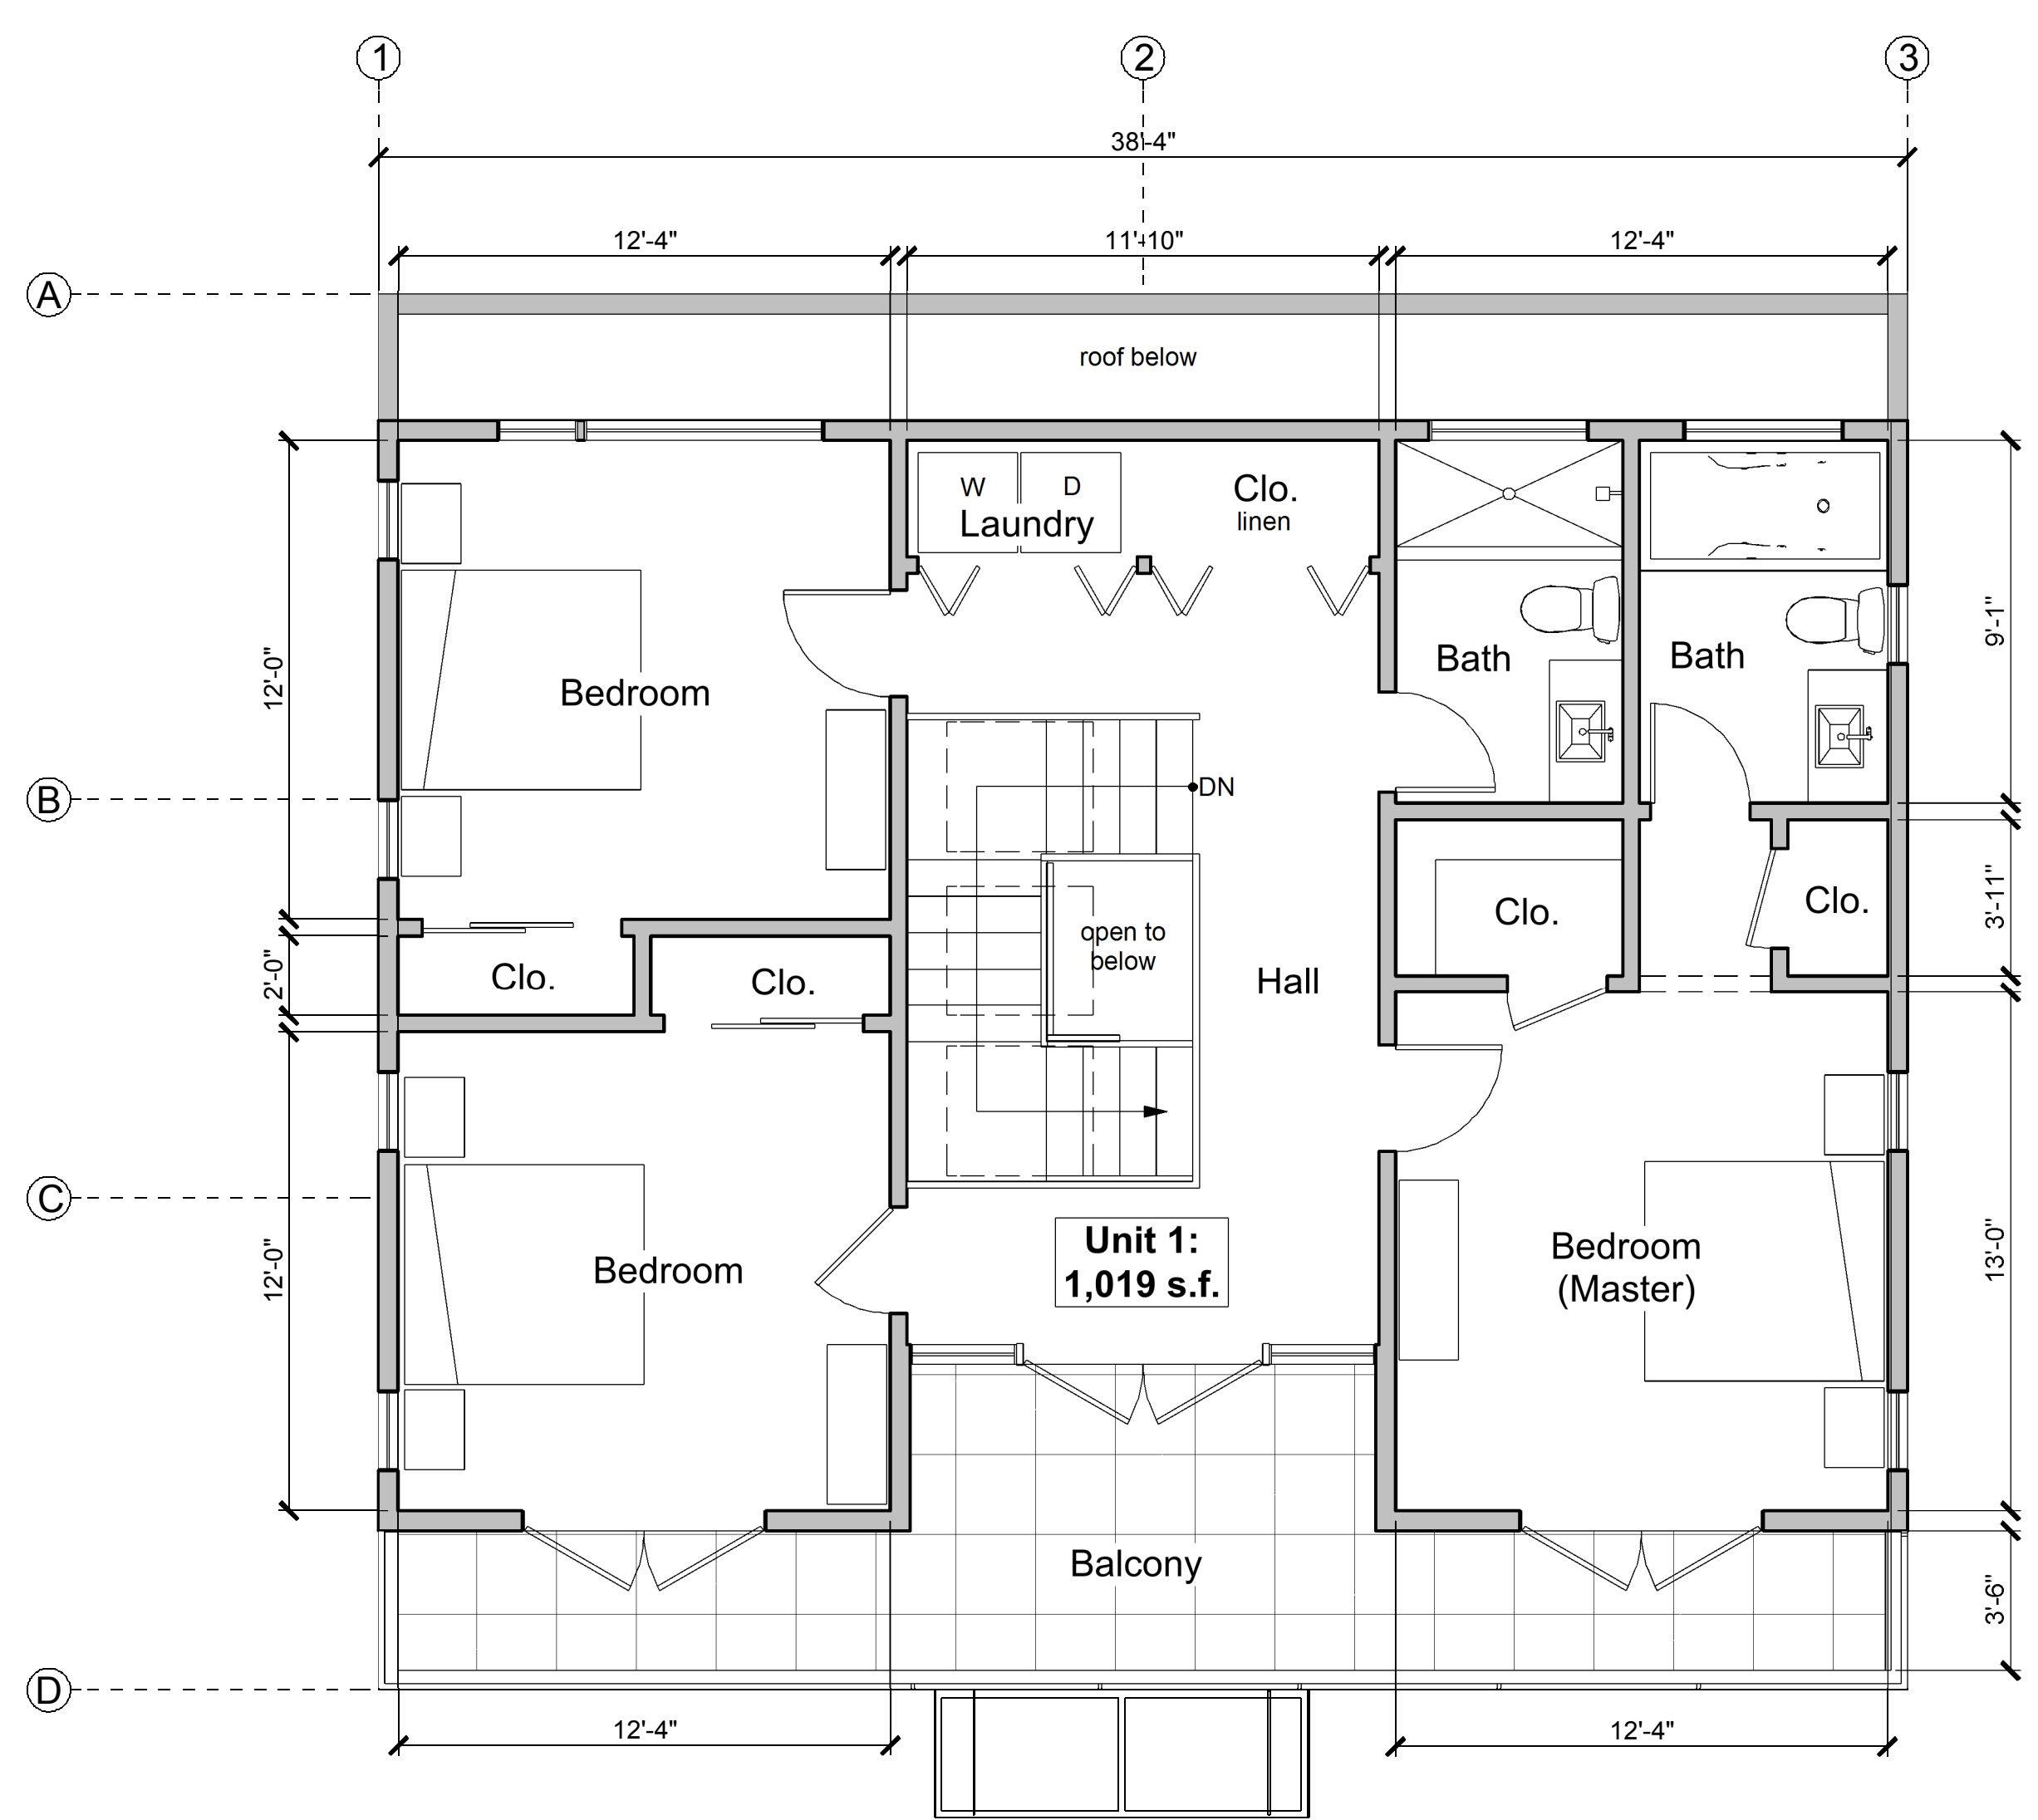 1
2
3
38'-4"
12'-4"
11'-10"
12'-4"
A
roof below
W
D
Laundry
Clo.
linen
12'-0"
Bedroom
Bath
Bath
9'-1"
B
DN
Clo.
Clo.
3'-11"
open to
below
2'-0"
Clo.
Clo.
Hall
C
12'-0"
Bedroom
Unit 1:
1,019 s.f.
Bedroom
(Master)
13'-0"
Balcony
3'-6"
D
12'-4"
12'-4"